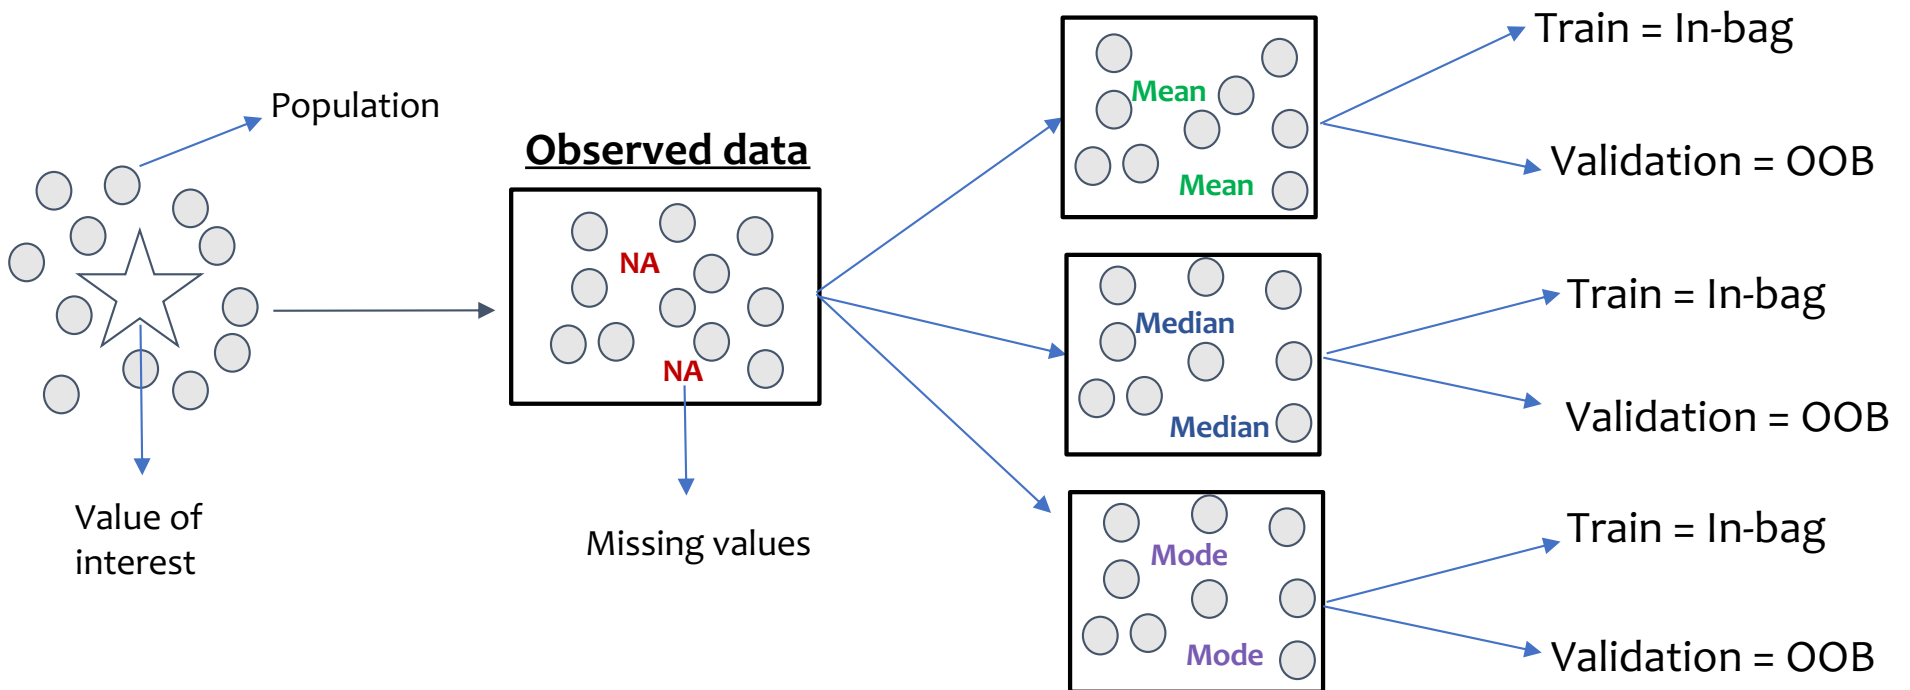 Population
Value of
interest
Observed data
NA
NA
Missing values
Mean
Mean
Train = In-bag
Validation = OOB
Median
Median
Train = In-bag
Validation = OOB
Mode
Mode
Train = In-bag
Validation = OOB